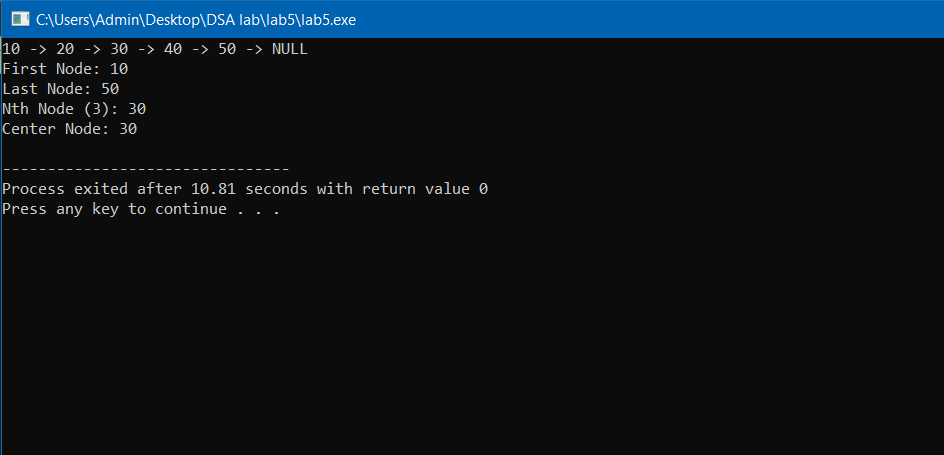 C:\Users\Admin\Desktop\DSA lab\lab5\lab5.exe
10 -> 20 -> 30 -> 40 -> 50 -> NULL
First Node: 10
Last Node: 50
Nth Node (3): 30
Center Node: 30
--------------------------------
Process exited after 10.81 seconds with return value 0
Press any key to continue . . .